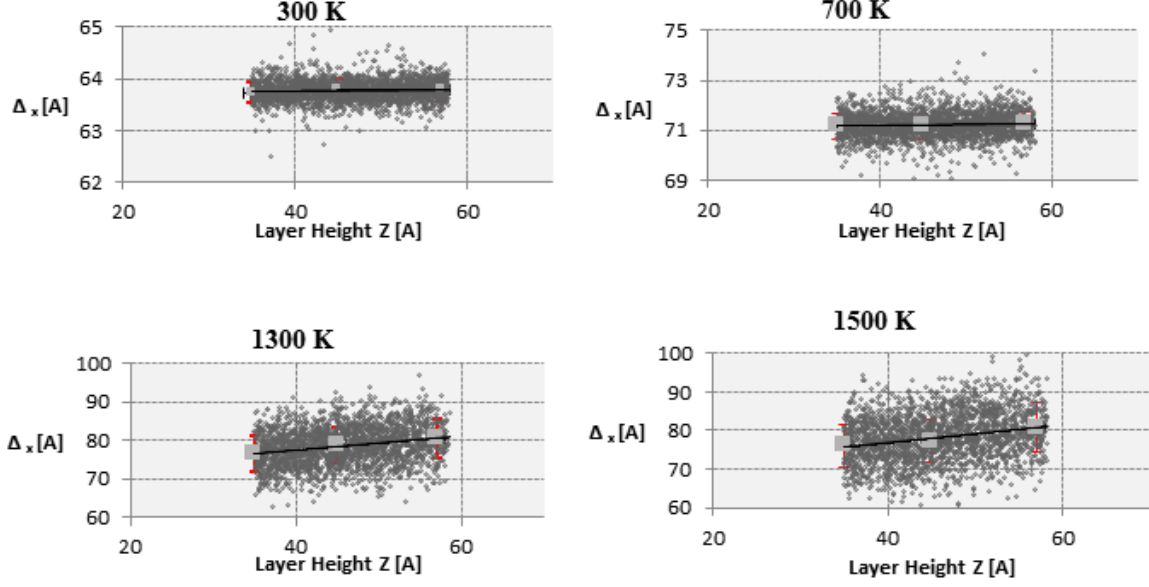 300 K
65
64
63
62
Δ x [A]
20 40 60
Layer Height Z [A]
700 K
75
73
71
69
Δ x [A]
20 40 60
Layer Height Z [A]
1300 K
100
90
80
70
60
Δ x [A]
20 40 60
Layer Height Z [A]
1500 K
100
90
80
70
60
Δ x [A]
20 40 60
Layer Height Z [A]